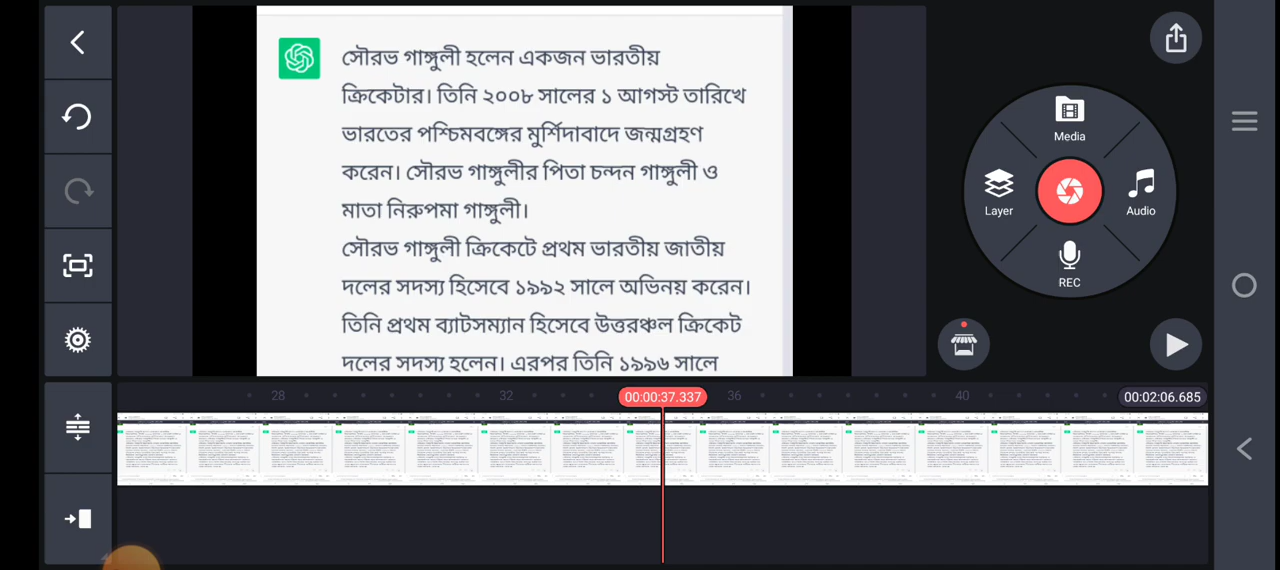 সৌরভ গাঙ্গুলী হলেন একজন ভারতীয়
ক্রিকেটার। তিনি ২০০৮ সালের ১ আগস্ট তারিখে
ভারতের পশ্চিমবঙ্গের মুর্শিদাবাদে জন্মগ্রহণ
করেন। সৌরভ গাঙ্গুলীর পিতা চন্দন গাঙ্গুলী ও
মাতা নিরুপমা গাঙ্গুলী।
সৌরভ গাঙ্গুলী ক্রিকেটে প্রথম ভারতীয় জাতীয়
দলের সদস্য হিসেবে ১৯৯২ সালে অভিনয় করেন।
তিনি প্রথম ব্যাটসম্যান হিসেবে উত্তরঞ্চল ক্রিকেট
দলের সদস্য হলেন। এরপর তিনি ১৯৯৬ সালে
Media
Layer
Audio
REC
28
32
00:00:37.337
36
40
00:02:06.685